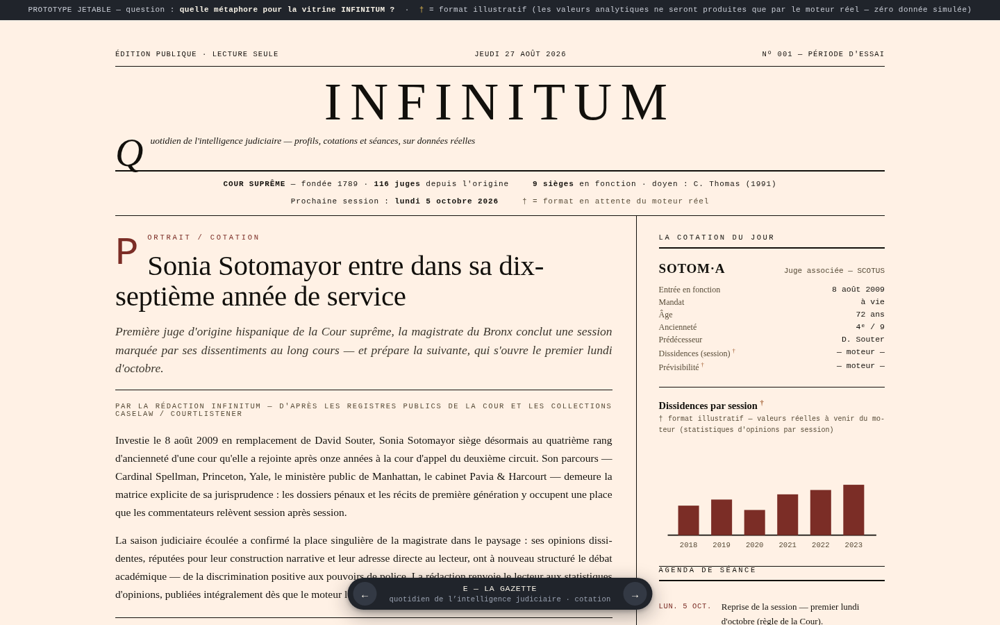 PROTOTYPE JETABLE — question : quelle métaphore pour la vitrine INFINITUM ? · † = format illustratif (les valeurs analytiques ne seront produites que par le moteur réel — zéro donnée simulée)
ÉDITION PUBLIQUE · LECTURE SEULE
JEUDI 27 AOÛT 2026
Nº 001 — PÉRIODE D'ESSAI
INFINITUM
Quotidien de l'intelligence judiciaire — profils, cotations et séances, sur données réelles
COUR SUPRÊME — fondée 1789 · 116 juges depuis l'origine
9 sièges en fonction · doyen : C. Thomas (1991)
Prochaine session : lundi 5 octobre 2026
† = format en attente du moteur réel
PORTRAIT / COTATION
Sonia Sotomayor entre dans sa dix-
septième année de service
Première juge d'origine hispanique de la Cour suprême, la magistrate du Bronx conclut une session
marquée par ses dissentiments au long cours — et prépare la suivante, qui s'ouvre le premier lundi
d'octobre.
PAR LA RÉDACTION INFINITUM — D'APRÈS LES REGISTRES PUBLICS DE LA COUR ET LES COLLECTIONS
CASELAW / COURTLISTENER
Investie le 8 août 2009 en remplacement de David Souter, Sonia Sotomayor siège désormais au quatrième rang
d'ancienneté d'une cour qu'elle a rejointe après onze années à la cour d'appel du deuxième circuit. Son parcours —
Cardinal Spellman, Princeton, Yale, le ministère public de Manhattan, le cabinet Pavia & Harcourt — demeure la
matrice explicite de sa jurisprudence : les dossiers pénaux et les récits de première génération y occupent une place
que les commentateurs relèvent session après session.
La saison judiciaire écoulée a confirmé la place singulière de la magistrate dans le paysage : ses opinions dissi-
dentes, réputées pour leur construction narrative et leur adresse directe au lecteur, ont à nouveau structuré le débat
académique — de la discrimination positive aux pouvoirs de police. La rédaction renvoie le lecteur aux statistiques
d'opinions, publiées intégralement dès que le moteur
LA COTATION DU JOUR
SOTOM·A
Juge associée — SCOTUS
Entrée en fonction 8 août 2009
Mandat à vie
Âge 72 ans
Ancienneté 4ᵉ / 9
Prédécesseur D. Souter
Dissidences (session) † — moteur —
Prévisibilité † — moteur —
Dissidences par session †
† format illustratif — valeurs réelles à venir du mo-
teur (statistiques d'opinions par session)
2018 2019 2020 2021 2022 2023
AGENDA DE SÉANCE
LUN. 5 OCT.
Reprise de la session — premier lundi
d'octobre (règle de la Cour).
←
E — LA GAZETTE
quotidien de l’intelligence judiciaire · cotation
→